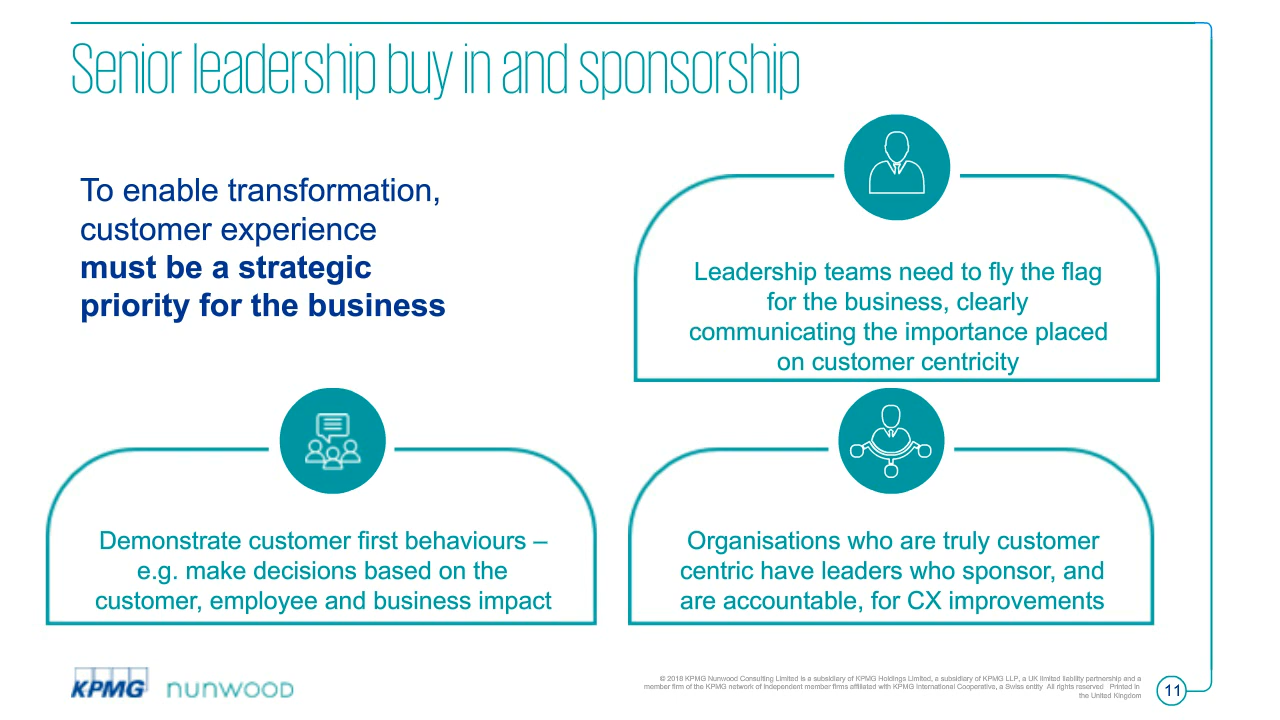 Senior leadership buy in and sponsorship
To enable transformation,
customer experience
must be a strategic
priority for the business
Leadership teams need to fly the flag
for the business, clearly
communicating the importance placed
on customer centricity
Demonstrate customer first behaviours –
e.g. make decisions based on the
customer, employee and business impact
Organisations who are truly customer
centric have leaders who sponsor, and
are accountable, for CX improvements
KPMG nunwood
© 2018 KPMG Nunwood Consulting Limited is a subsidiary of KPMG Holdings Limited, a subsidiary of KPMG LLP, a UK limited liability partnership and a
member firm of the KPMG network of independent member firms affiliated with KPMG International Cooperative, a Swiss entity All rights reserved Printed in
the United Kingdom
11